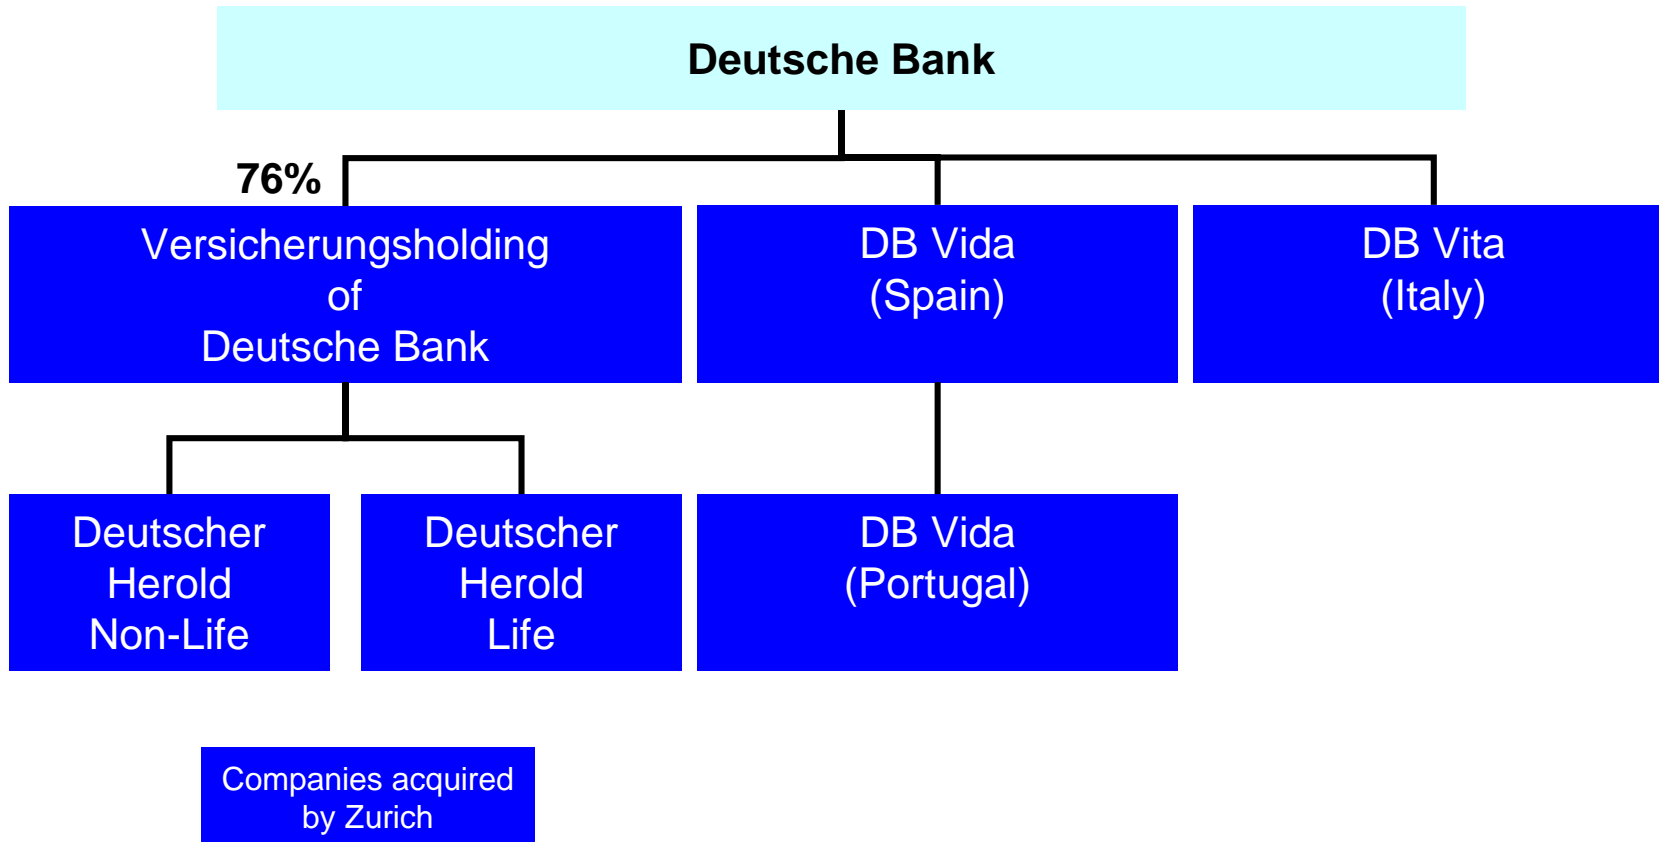 Deutsche Bank
76%
Versicherungsholding
of
Deutsche Bank
DB Vida
(Spain)
DB Vita
(Italy)
Deutscher
Herold
Non-Life
Deutscher
Herold
Life
DB Vida
(Portugal)
Companies acquired
by Zurich